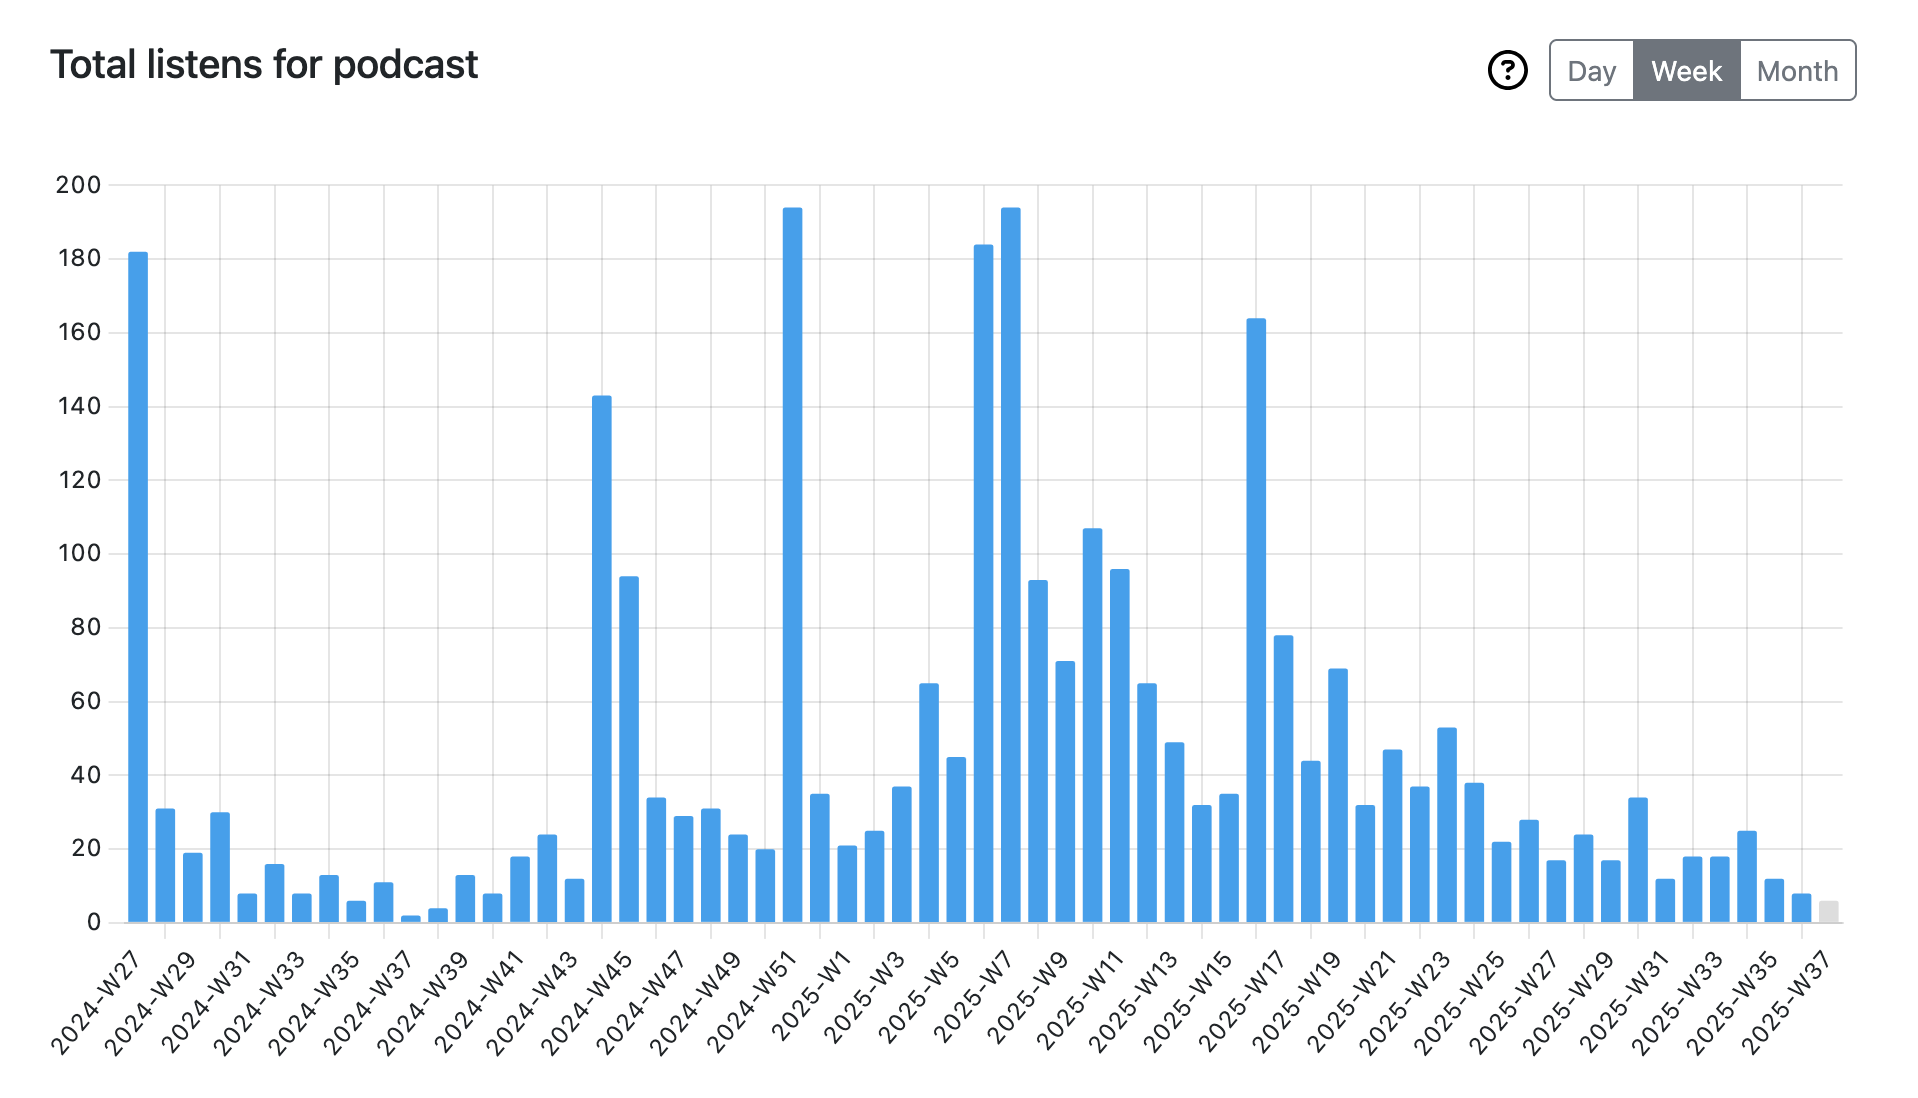 Total listens for podcast
?
Day Week Month
200
180
160
140
120
100
80
60
40
20
0
2024-W27
2024-W29
2024-W31
2024-W33
2024-W35
2024-W37
2024-W39
2024-W41
2024-W43
2024-W45
2024-W47
2024-W49
2024-W51
2025-W1
2025-W3
2025-W5
2025-W7
2025-W9
2025-W11
2025-W13
2025-W15
2025-W17
2025-W19
2025-W21
2025-W23
2025-W25
2025-W27
2025-W29
2025-W31
2025-W33
2025-W35
2025-W37